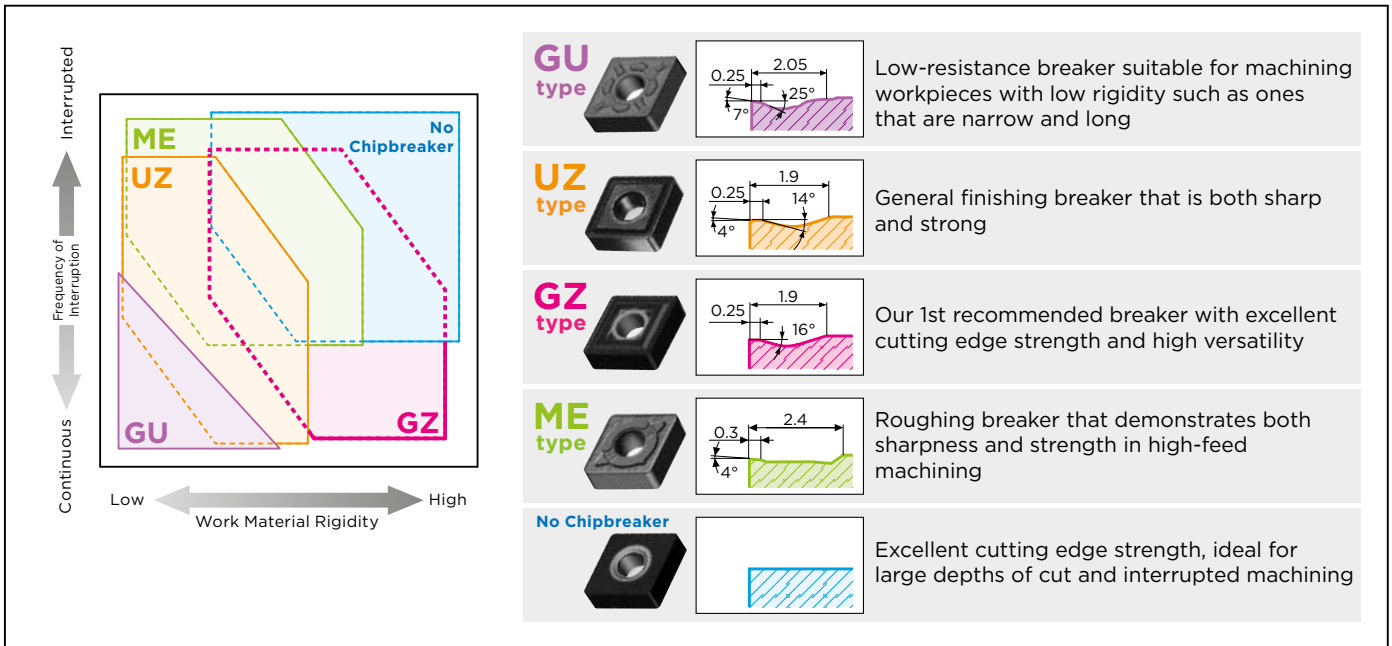 Interrupted
Frequency of
Interruption
Continuous
ME
UZ
No
Chipbreaker
GU
GZ
Low
High
Work Material Rigidity
GU
type
0.25
2.05
25°
7°
Low-resistance breaker suitable for machining
workpieces with low rigidity such as ones
that are narrow and long
UZ
type
0.25
1.9
14°
4°
General finishing breaker that is both sharp
and strong
GZ
type
0.25
1.9
16°
Our 1st recommended breaker with excellent
cutting edge strength and high versatility
ME
type
0.3
2.4
4°
Roughing breaker that demonstrates both
sharpness and strength in high-feed
machining
No Chipbreaker
Excellent cutting edge strength, ideal for
large depths of cut and interrupted machining